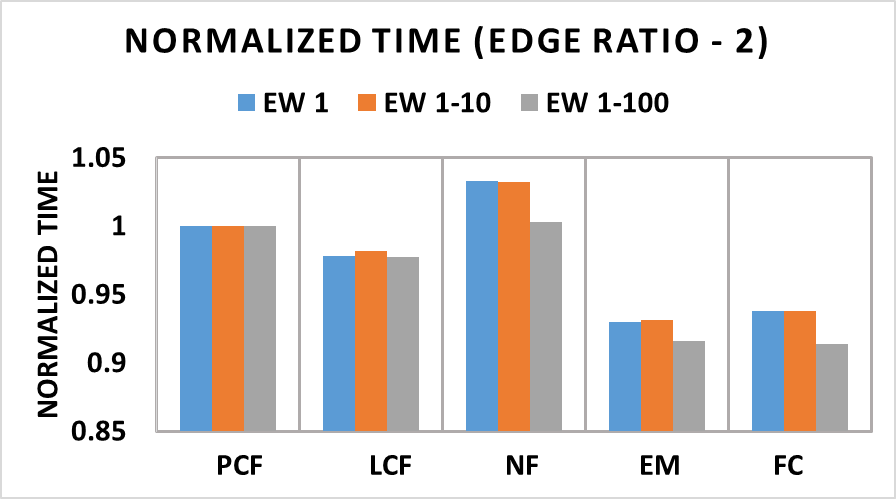 NORMALIZED TIME (EDGE RATIO - 2)
EW 1 EW 1-10 EW 1-100
NORMALIZED TIME
1.05
1
0.95
0.9
0.85
PCF LCF NF EM FC